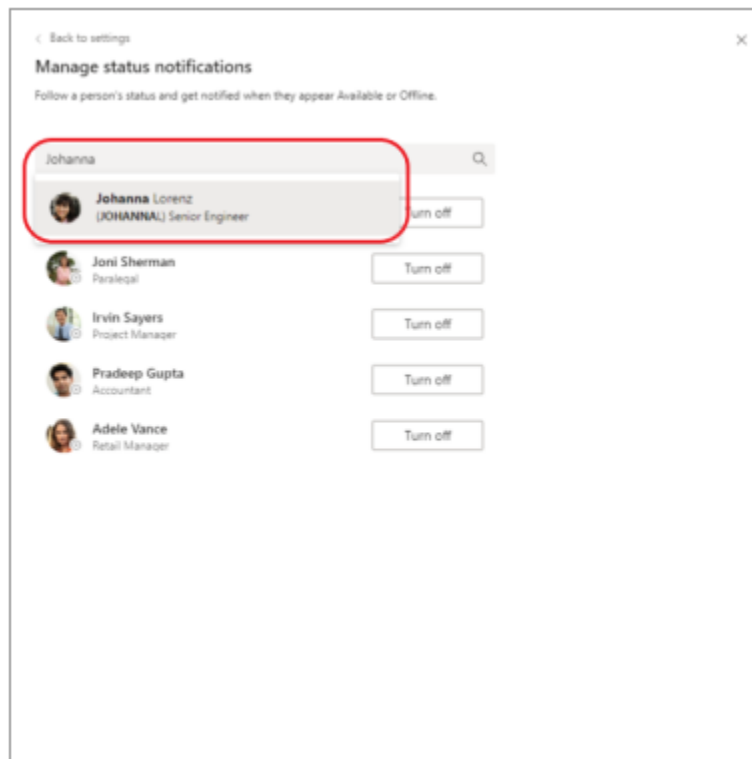 Back to settings
Manage status notifications
Follow a person's status and get notified when they appear Available or Offline.
Johanna
Johanna Lorenz
(JOHANNAL) Senior Engineer
Turn off
Joni Sherman
Paralegal
Turn off
Irvin Sayers
Project Manager
Turn off
Pradeep Gupta
Accountant
Turn off
Adele Vance
Retail Manager
Turn off